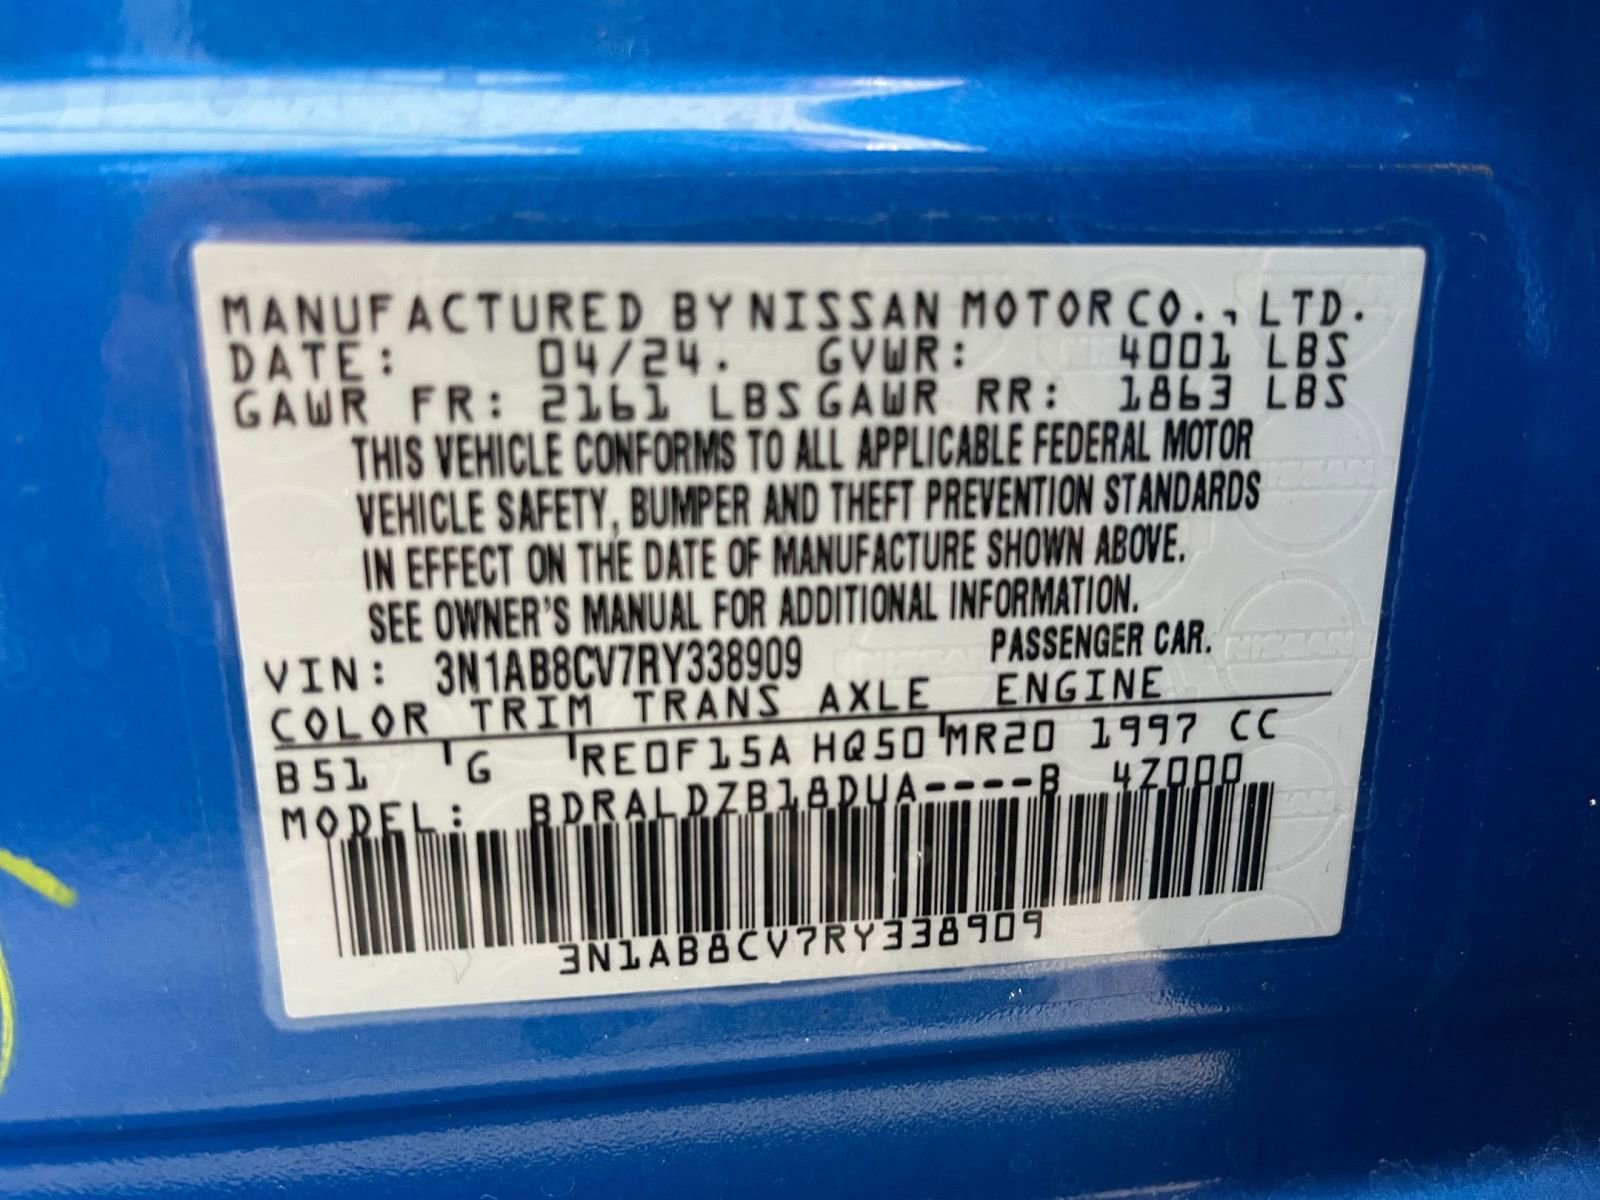 MANUFACTURED BY NISSAN MOTOR CO., LTD.
DATE: 04/24. GVWR: 4001 LBS
GAWR FR: 2161 LBS GAWR RR: 1863 LBS
THIS VEHICLE CONFORMS TO ALL APPLICABLE FEDERAL MOTOR
VEHICLE SAFETY, BUMPER AND THEFT PREVENTION STANDARDS
IN EFFECT ON THE DATE OF MANUFACTURE SHOWN ABOVE.
SEE OWNER'S MANUAL FOR ADDITIONAL INFORMATION.
VIN: 3N1AB8CV7RY338909 PASSENGER CAR.
COLOR TRIM TRANS AXLE ENGINE
B51 G RE0F15A HQ50 MR20 1997 CC
MODEL: BDRALDZB18DUA----B 4Z000
3N1AB8CV7RY338909